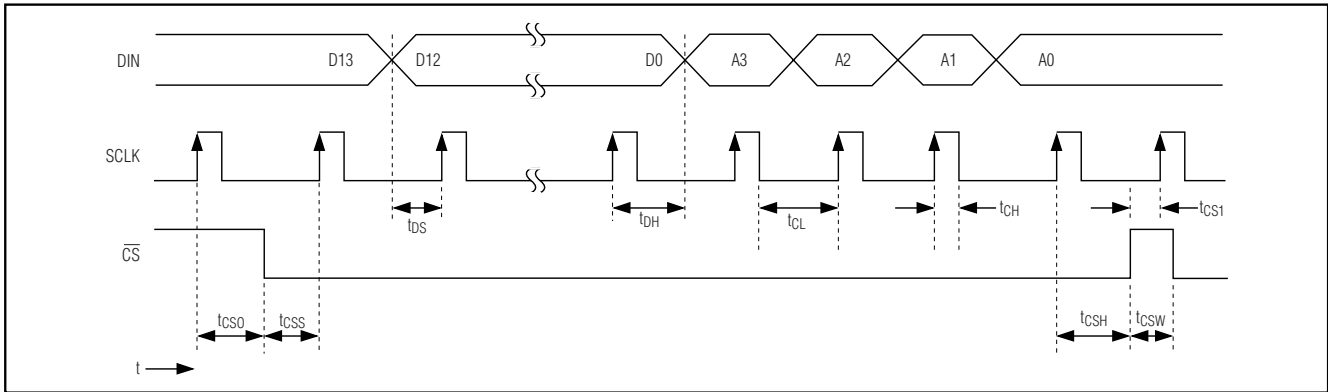 DIN D13 D12 D0 A3 A2 A1 A0
SCLK
tDS tDH tCL tCH tCS1
CS
tCSO tCSS tCSH tCSW
t